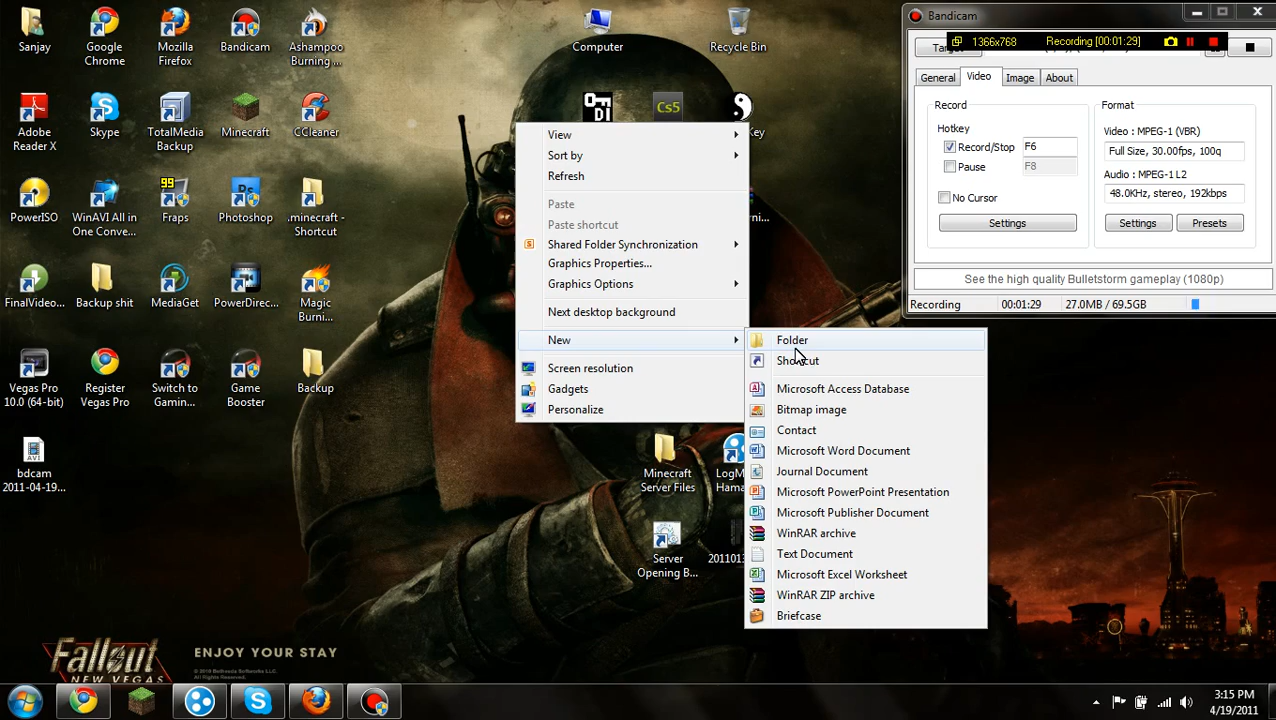 Sanjay
Google
Chrome
Mozilla
Firefox
Bandicam
Ashampoo
Burning ...
Computer
Recycle Bin
Adobe
Reader X
Skype
TotalMedia
Backup
Minecraft
CCleaner
Cs5
Key
PowerISO
WinAVI All in
One Conve...
99
Fraps
Ps
Photoshop
.minecraft -
Shortcut
rni...
FinalVideo...
Backup shit
MediaGet
PowerDirec...
Magic
Burni...
Vegas Pro
10.0 (64-bit)
Register
Vegas Pro
Switch to
Gamin...
Game
Booster
Backup
AVI
bdcam
2011-04-19...
Minecraft
Server Files
LogM
Hama
Server
Opening B...
201101
View
Sort by
Refresh
Paste
Paste shortcut
Shared Folder Synchronization
Graphics Properties...
Graphics Options
Next desktop background
New
Screen resolution
Gadgets
Personalize
Folder
Shortcut
Microsoft Access Database
Bitmap image
Contact
Microsoft Word Document
Journal Document
Microsoft PowerPoint Presentation
Microsoft Publisher Document
WinRAR archive
Text Document
Microsoft Excel Worksheet
WinRAR ZIP archive
Briefcase
Bandicam
1366x768
Recording [00:01:29]
General
Video
Image
About
Record
Hotkey
Record/Stop
F6
Pause
F8
No Cursor
Settings
Format
Video : MPEG-1 (VBR)
Full Size, 30.00fps, 100q
Audio : MPEG-1 L2
48.0KHz, stereo, 192kbps
Settings
Presets
See the high quality Bulletstorm gameplay (1080p)
Recording
00:01:29
27.0MB / 69.5GB
Fallout
NEW VEGAS
ENJOY YOUR STAY
3:15 PM
4/19/2011